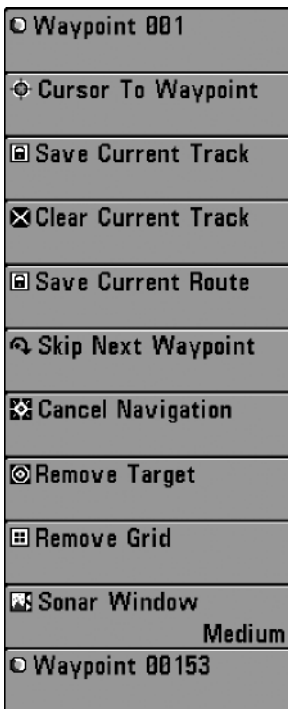 Waypoint 001
Cursor To Waypoint
Save Current Track
Clear Current Track
Save Current Route
Skip Next Waypoint
Cancel Navigation
Remove Target
Remove Grid
Sonar Window
Medium
Waypoint 00153